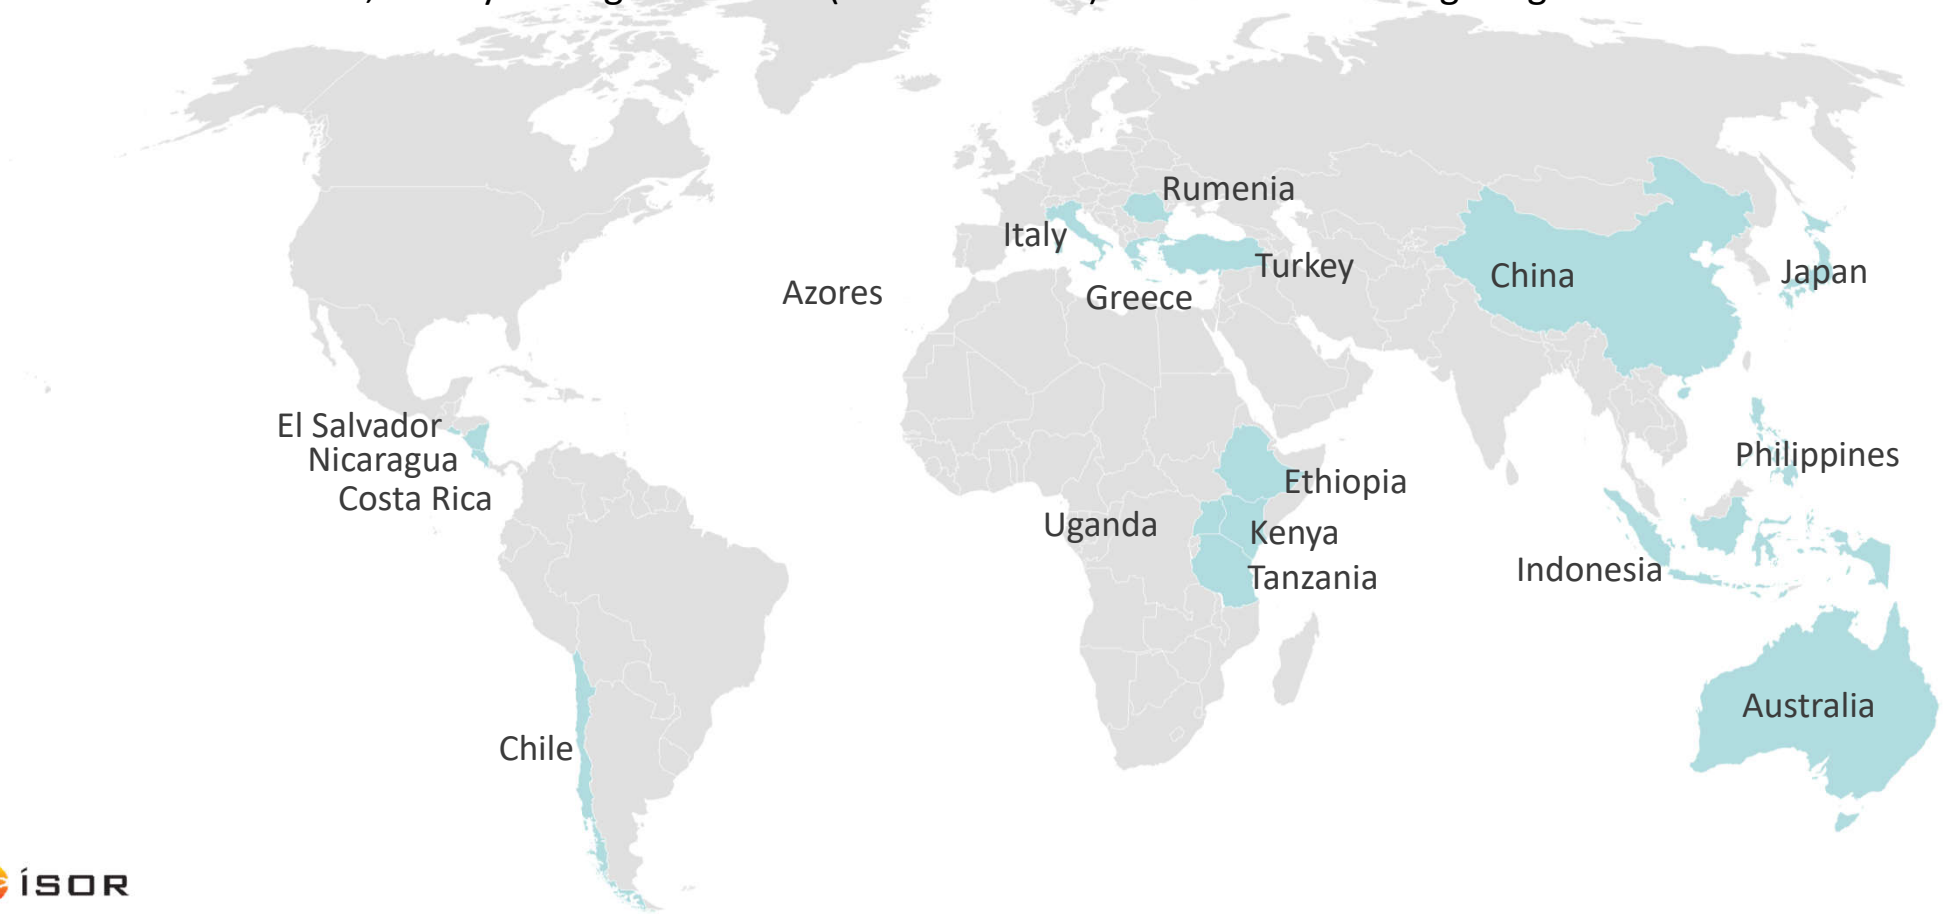 Rumenia
Italy
Turkey
China
Japan
Azores
Greece
El Salvador
Nicaragua
Costa Rica
Philippines
Ethiopia
Uganda
Kenya
Tanzania
Indonesia
Australia
Chile
ÍSOR